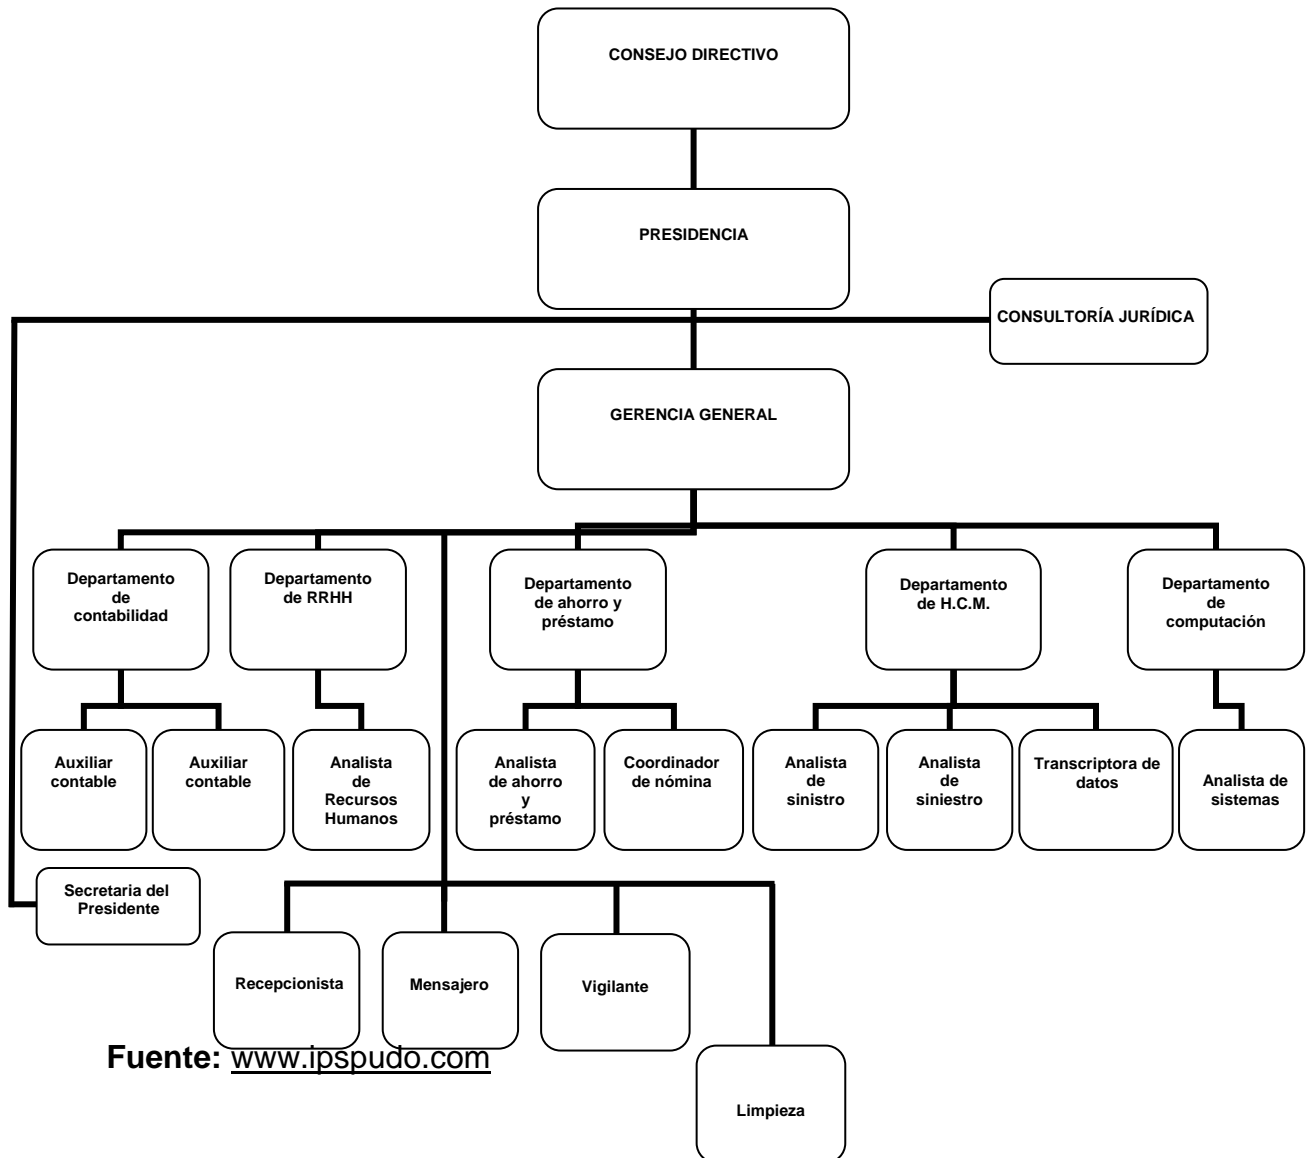 CONSEJO DIRECTIVO
PRESIDENCIA
CONSULTORÍA JURÍDICA
GERENCIA GENERAL
Departamento
de
contabilidad
Departamento
de RRHH
Departamento
de ahorro y
préstamo
Departamento
de H.C.M.
Departamento
de
computación
Auxiliar
contable
Auxiliar
contable
Analista
de
Recursos
Humanos
Analista
de ahorro
y
préstamo
Coordinador
de nómina
Analista
de
sinistro
Analista
de
siniestro
Transcriptora de
datos
Analista de
sistemas
Secretaria del
Presidente
Recepcionista
Mensajero
Vigilante
Limpieza
Fuente: www.ipspudo.com